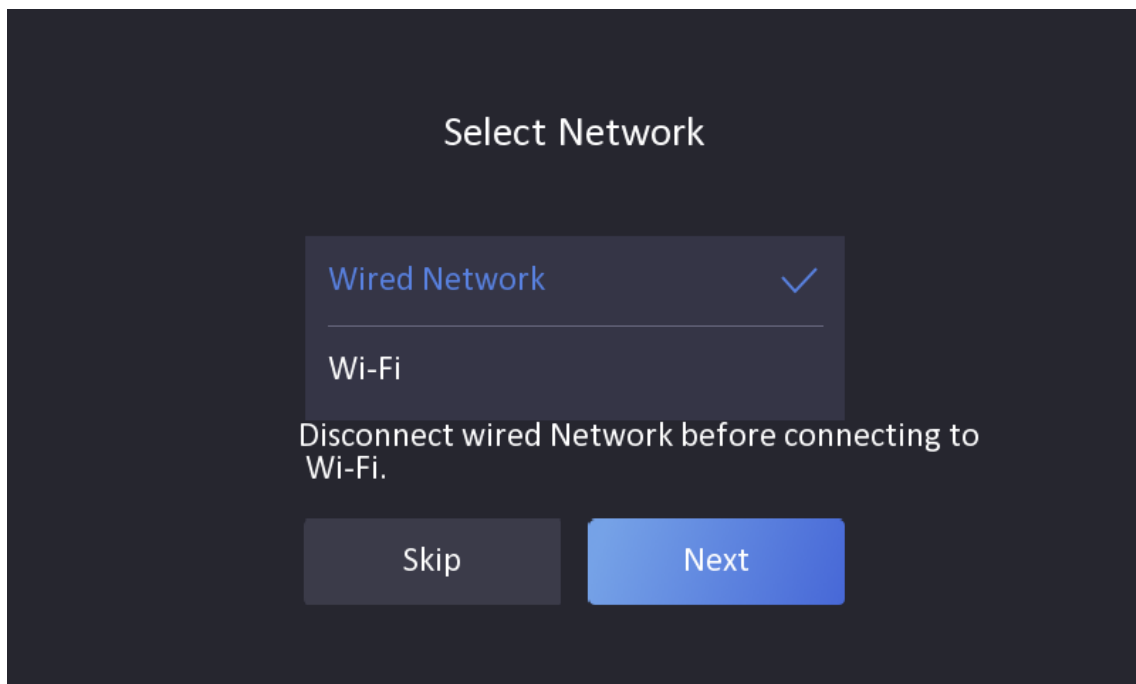 Select Network
Wired Network
Wi-Fi
Disconnect wired Network before connecting to
Wi-Fi.
Skip
Next